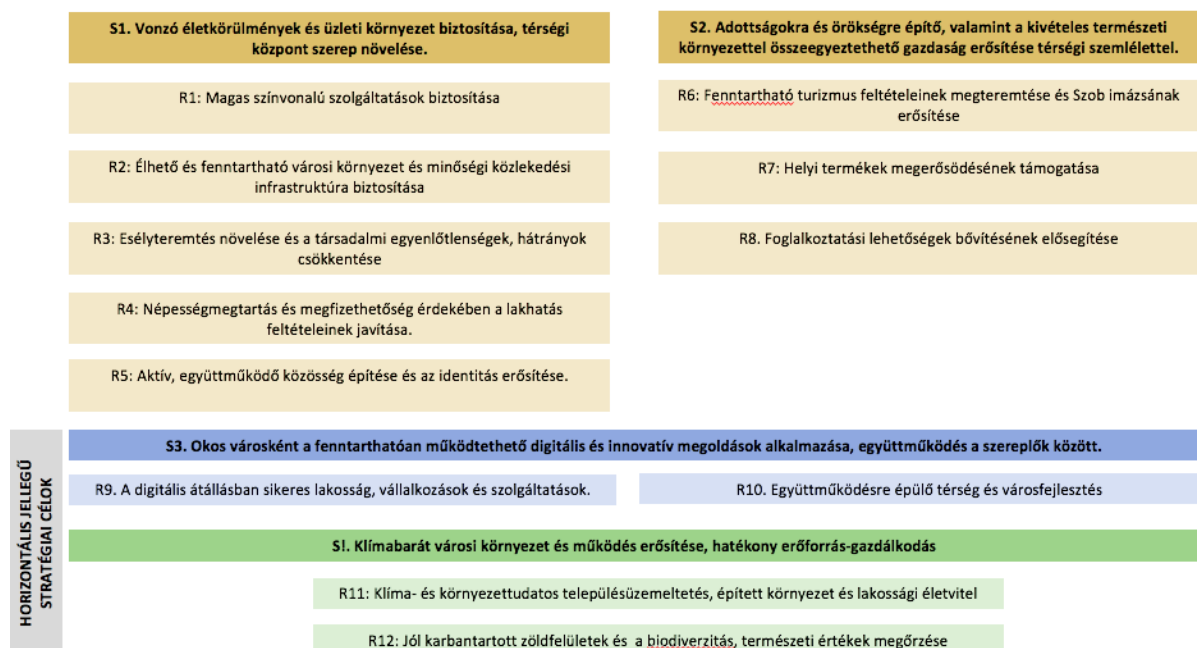 S1. Vonzó életkörülmények és üzleti környezet biztosítása, térségi
központ szerep növelése.
R1: Magas színvonalú szolgáltatások biztosítása
R2: Élhető és fenntartható városi környezet és minőségi közlekedési
infrastruktúra biztosítása
R3: Esélyteremtés növelése és a társadalmi egyenlőtlenségek, hátrányok
csökkentése
R4: Népességmegtartás és megfizethetőség érdekében a lakhatás
feltételeinek javítása.
R5: Aktív, együttműködő közösség építése és az identitás erősítése.
S2. Adottságokra és örökségre építő, valamint a kivételes természeti
környezettel összeegyeztethető gazdaság erősítése térségi szemlélettel.
R6: Fenntartható turizmus feltételeinek megteremtése és Szob imázsának
erősítése
R7: Helyi termékek megerősödésének támogatása
R8. Foglalkoztatási lehetőségek bővítésének elősegítése
HORIZONTÁLIS JELLEGŰ
STRATÉGIAI CÉLOK
S3. Okos városként a fenntarthatóan működtethető digitális és innovatív megoldások alkalmazása, együttműködés a szereplők között.
R9. A digitális átállásban sikeres lakosság, vállalkozások és szolgáltatások.
R10. Együttműködésre épülő térség és városfejlesztés
S!. Klímabarát városi környezet és működés erősítése, hatékony erőforrás-gazdálkodás
R11: Klíma- és környezettudatos településüzemeltetés, épített környezet és lakossági életvitel
R12: Jól karbantartott zöldfelületek és a biodiverzitás, természeti értékek megőrzése